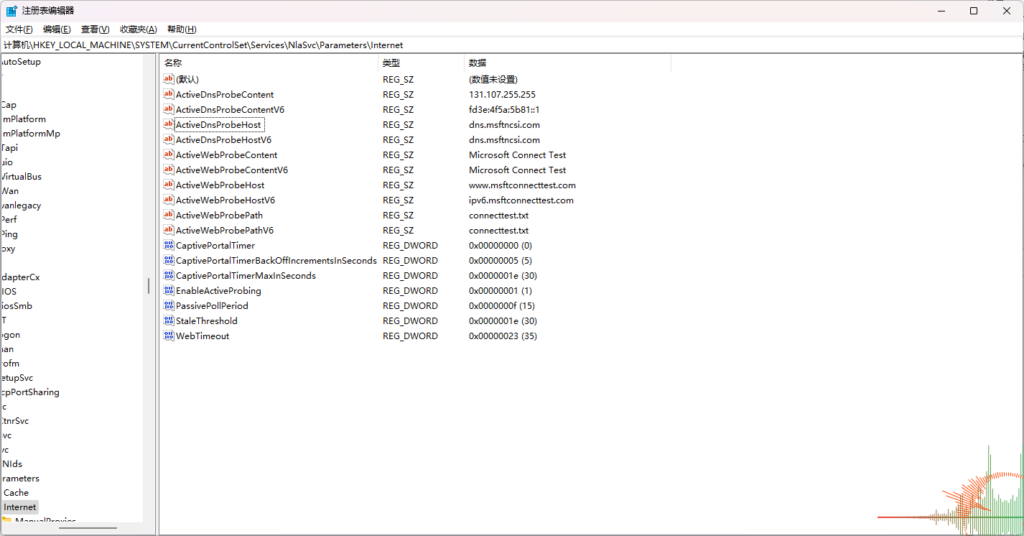 注册表编辑器
文件(F) 编辑(E) 查看(V) 收藏夹(A) 帮助(H)
计算机\HKEY_LOCAL_MACHINE\SYSTEM\CurrentControlSet\Services\NlaSvc\Parameters\Internet
utoSetup
Cap
mPlatform
mPlatformMp
Tapi
uio
VirtualBus
Wan
vanlegacy
Perf
Ping
oxy
dapterCx
IOS
iosSmb
T
ogon
nan
rofm
etupSvc
cpPortSharing
c
CtnrSvc
vc
vc
NIds
rameters
Cache
Internet
ManualProxies
名称 类型 数据
(默认) REG_SZ (数值未设置)
ActiveDnsProbeContent REG_SZ 131.107.255.255
ActiveDnsProbeContentV6 REG_SZ fd3e:4f5a:5b81::1
ActiveDnsProbeHost REG_SZ dns.msftncsi.com
ActiveDnsProbeHostV6 REG_SZ dns.msftncsi.com
ActiveWebProbeContent REG_SZ Microsoft Connect Test
ActiveWebProbeContentV6 REG_SZ Microsoft Connect Test
ActiveWebProbeHost REG_SZ www.msftconnecttest.com
ActiveWebProbeHostV6 REG_SZ ipv6.msftconnecttest.com
ActiveWebProbePath REG_SZ connecttest.txt
ActiveWebProbePathV6 REG_SZ connecttest.txt
CaptivePortalTimer REG_DWORD 0x00000000 (0)
CaptivePortalTimerBackOffIncrementsInSeconds REG_DWORD 0x00000005 (5)
CaptivePortalTimerMaxInSeconds REG_DWORD 0x0000001e (30)
EnableActiveProbing REG_DWORD 0x00000001 (1)
PassivePollPeriod REG_DWORD 0x0000000f (15)
StaleThreshold REG_DWORD 0x0000001e (30)
WebTimeout REG_DWORD 0x00000023 (35)